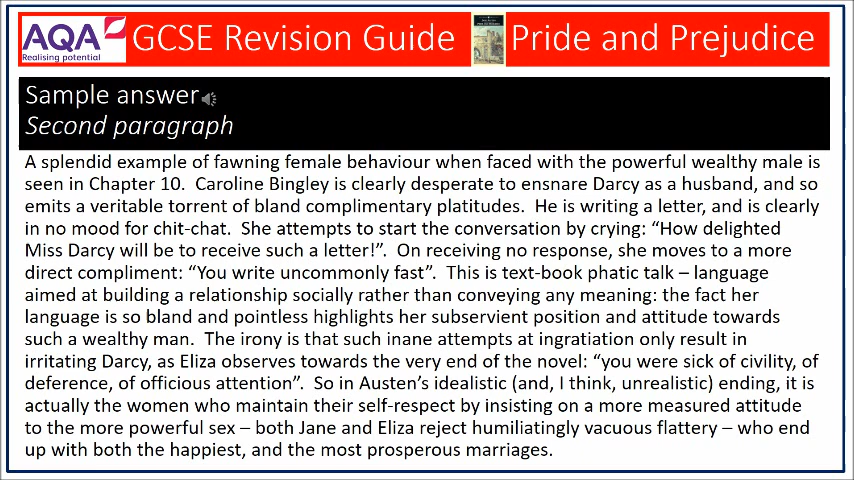 AQA GCSE Revision Guide Pride and Prejudice
Realising potential
Sample answer
Second paragraph
A splendid example of fawning female behaviour when faced with the powerful wealthy male is
seen in Chapter 10. Caroline Bingley is clearly desperate to ensnare Darcy as a husband, and so
emits a veritable torrent of bland complimentary platitudes. He is writing a letter, and is clearly
in no mood for chit-chat. She attempts to start the conversation by crying: “How delighted
Miss Darcy will be to receive such a letter!”. On receiving no response, she moves to a more
direct compliment: “You write uncommonly fast”. This is text-book phatic talk – language
aimed at building a relationship socially rather than conveying any meaning: the fact her
language is so bland and pointless highlights her subservient position and attitude towards
such a wealthy man. The irony is that such inane attempts at ingratiation only result in
irritating Darcy, as Eliza observes towards the very end of the novel: “you were sick of civility, of
deference, of officious attention”. So in Austen’s idealistic (and, I think, unrealistic) ending, it is
actually the women who maintain their self-respect by insisting on a more measured attitude
to the more powerful sex – both Jane and Eliza reject humiliatingly vacuous flattery – who end
up with both the happiest, and the most prosperous marriages.